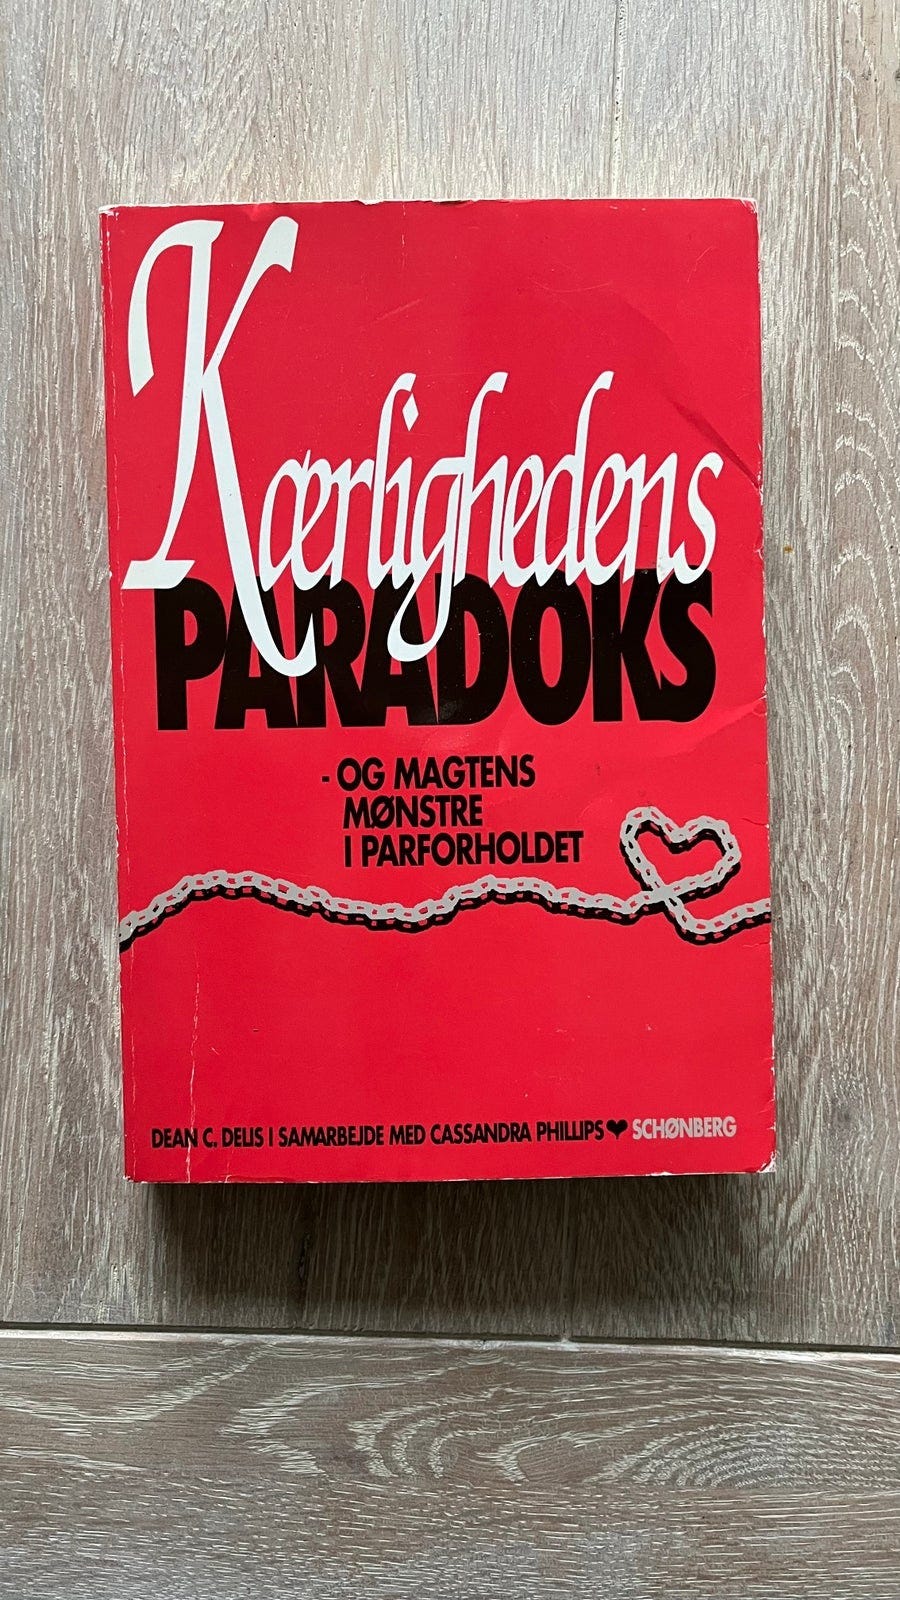 Kærlighedens
PARADOKS
- OG MAGTENS
MØNSTRE
I PARFORHOLDET
DEAN C. DELIS I SAMARBEJDE MED CASSANDRA PHILLIPS ♥ SCHØNBERG